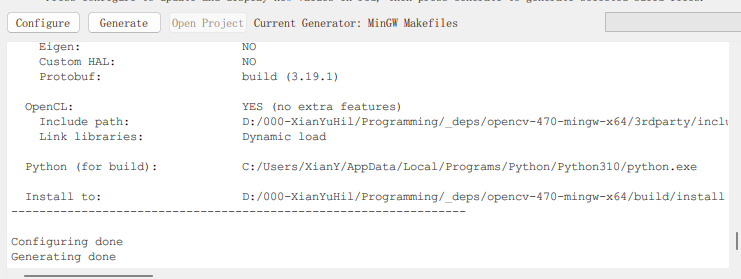 Configure Generate Open Project Current Generator: MinGW Makefiles
Eigen: NO
Custom HAL: NO
Protobuf: build (3.19.1)
OpenCL: YES (no extra features)
Include path: D:/000-XianYuHil/Programming/_deps/opencv-470-mingw-x64/3rdparty/inclu
Link libraries: Dynamic load
Python (for build): C:/Users/XianY/AppData/Local/Programs/Python/Python310/python.exe
Install to: D:/000-XianYuHil/Programming/_deps/opencv-470-mingw-x64/build/install
-----------------------------------------------------------------
Configuring done
Generating done